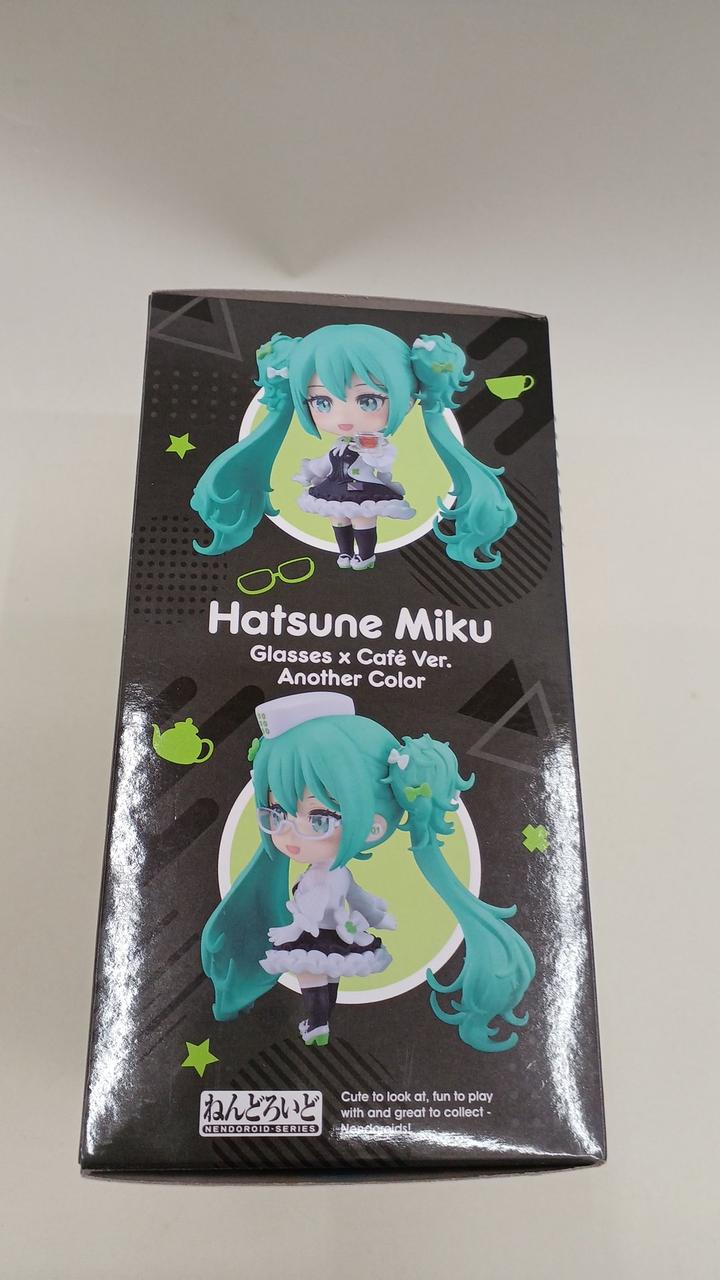 Hatsune Miku
Glasses x Café Ver.
Another Color
01
ねんどろいど
NENDOROID-SERIES
Cute to look at, fun to play
with and great to collect -
Nendoroids!